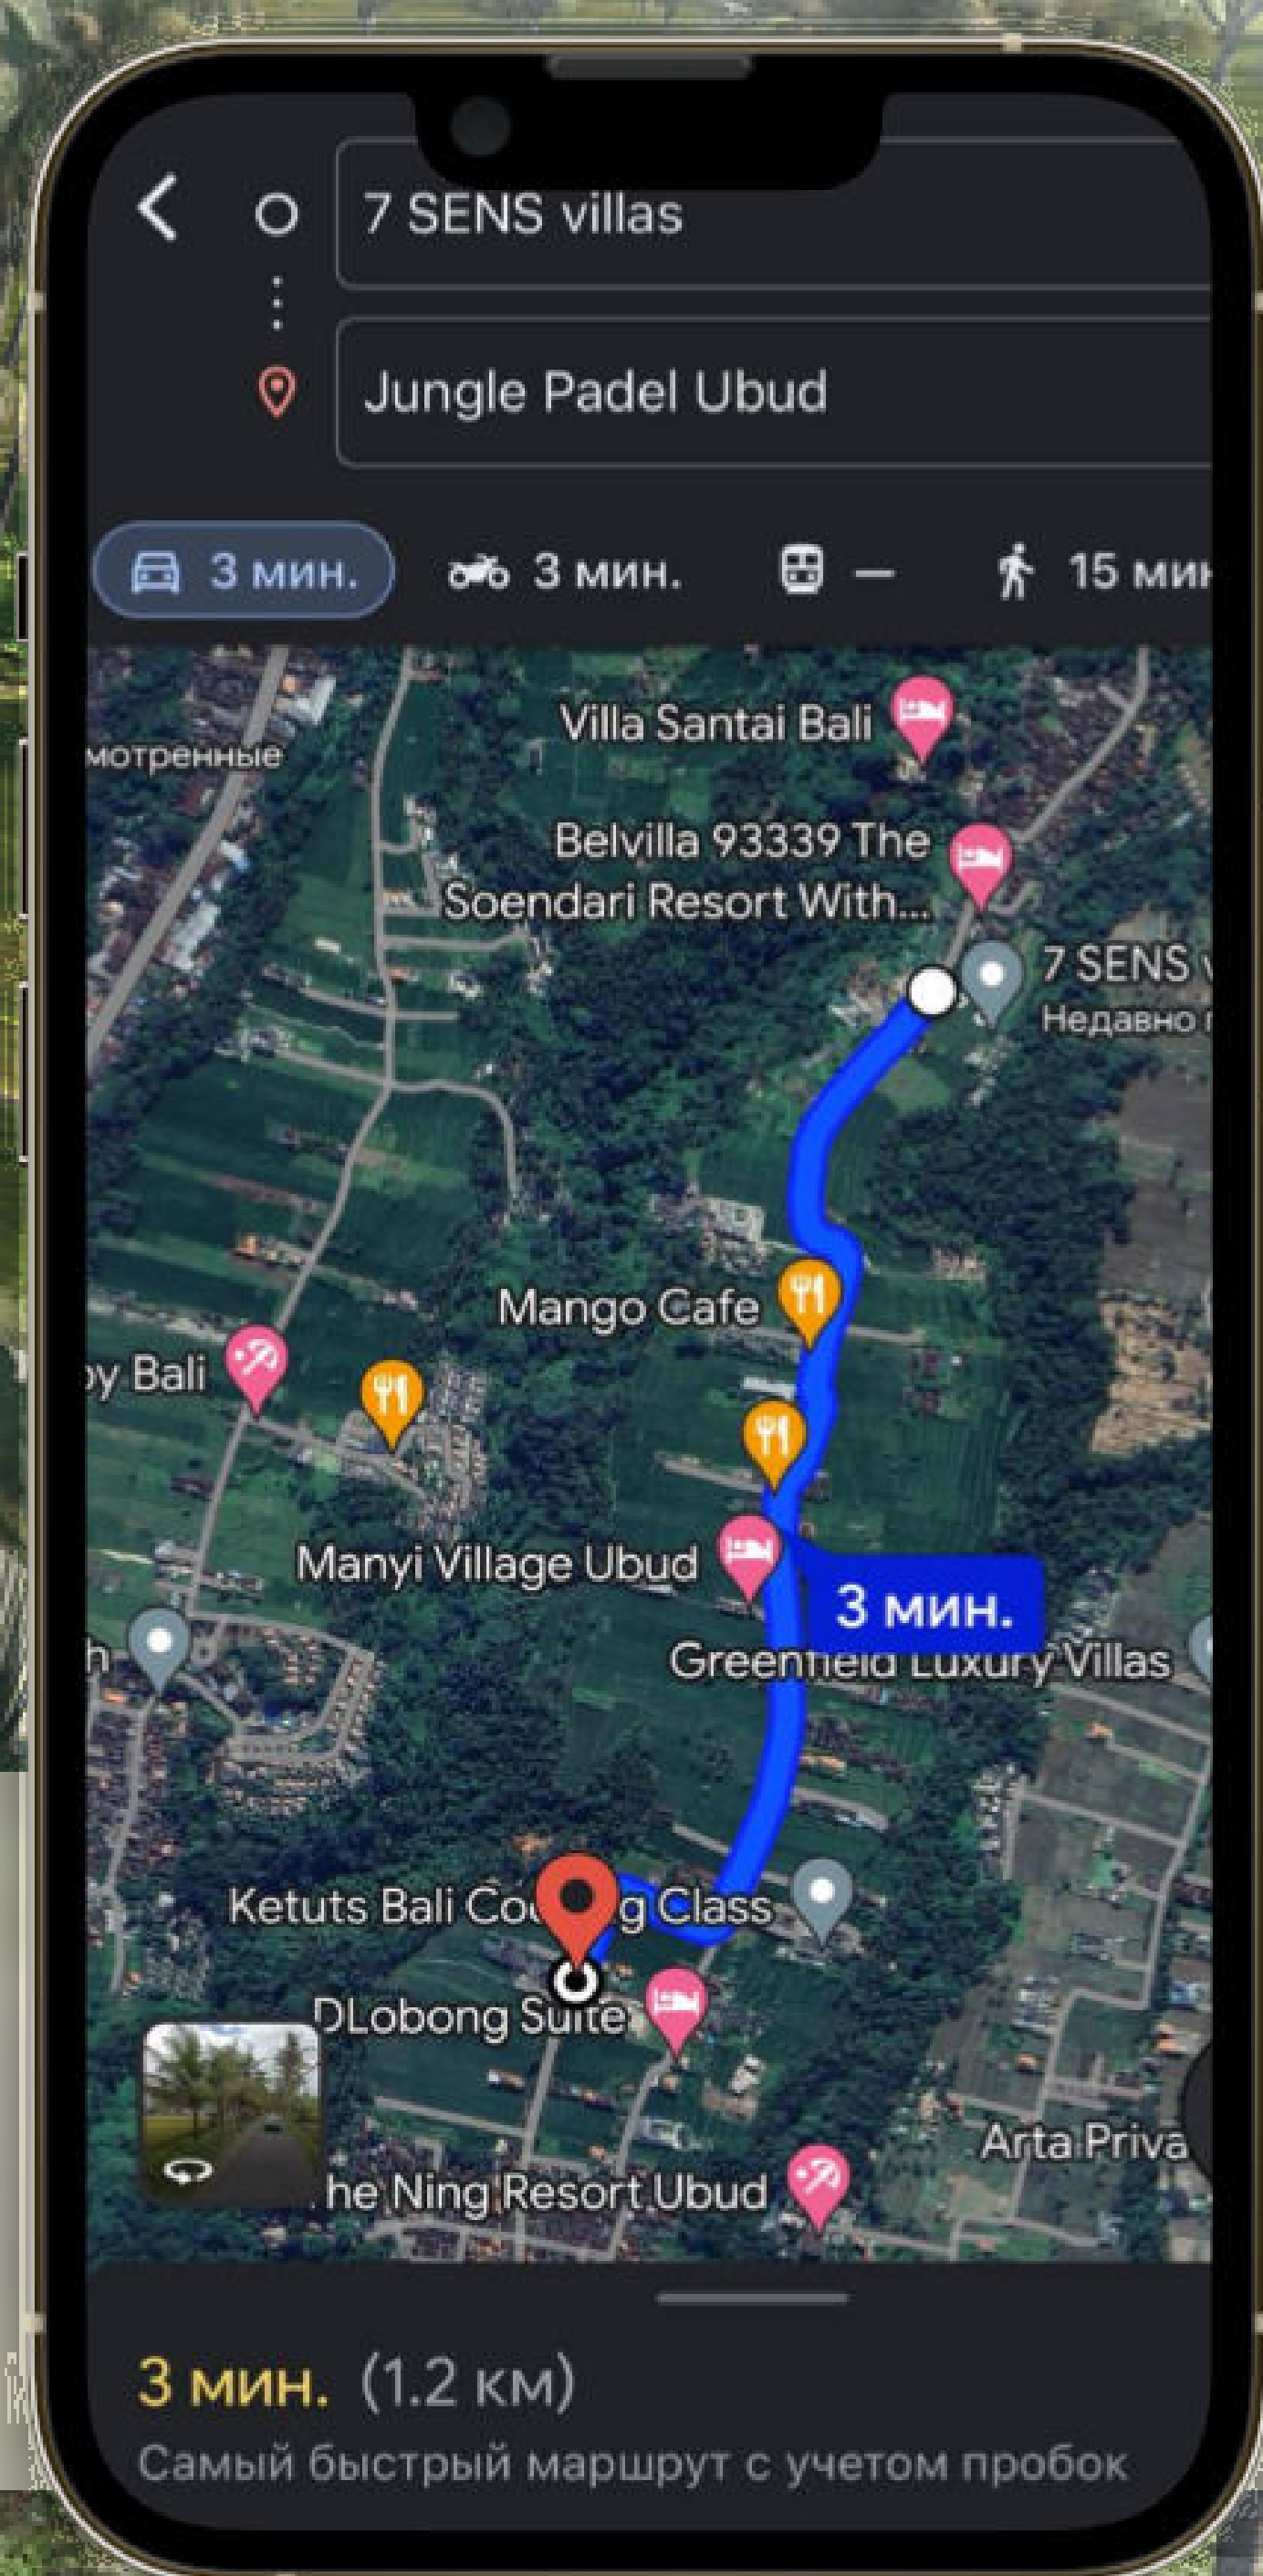 7 SENS villas
Jungle Padel Ubud
3 мин.
3 мин.
—
15 мин
Villa Santai Bali
мотренные
Belvilla 93339 The
Soendari Resort With...
7 SENS
Недавно
Mango Cafe
by Bali
Manyi Village Ubud
3 мин.
Greenfield Luxury Villas
h
Ketuts Bali Coo g Class
DLobong Suite
Arta Priva
he Ning Resort Ubud
3 мин. (1.2 км)
Самый быстрый маршрут с учетом пробок